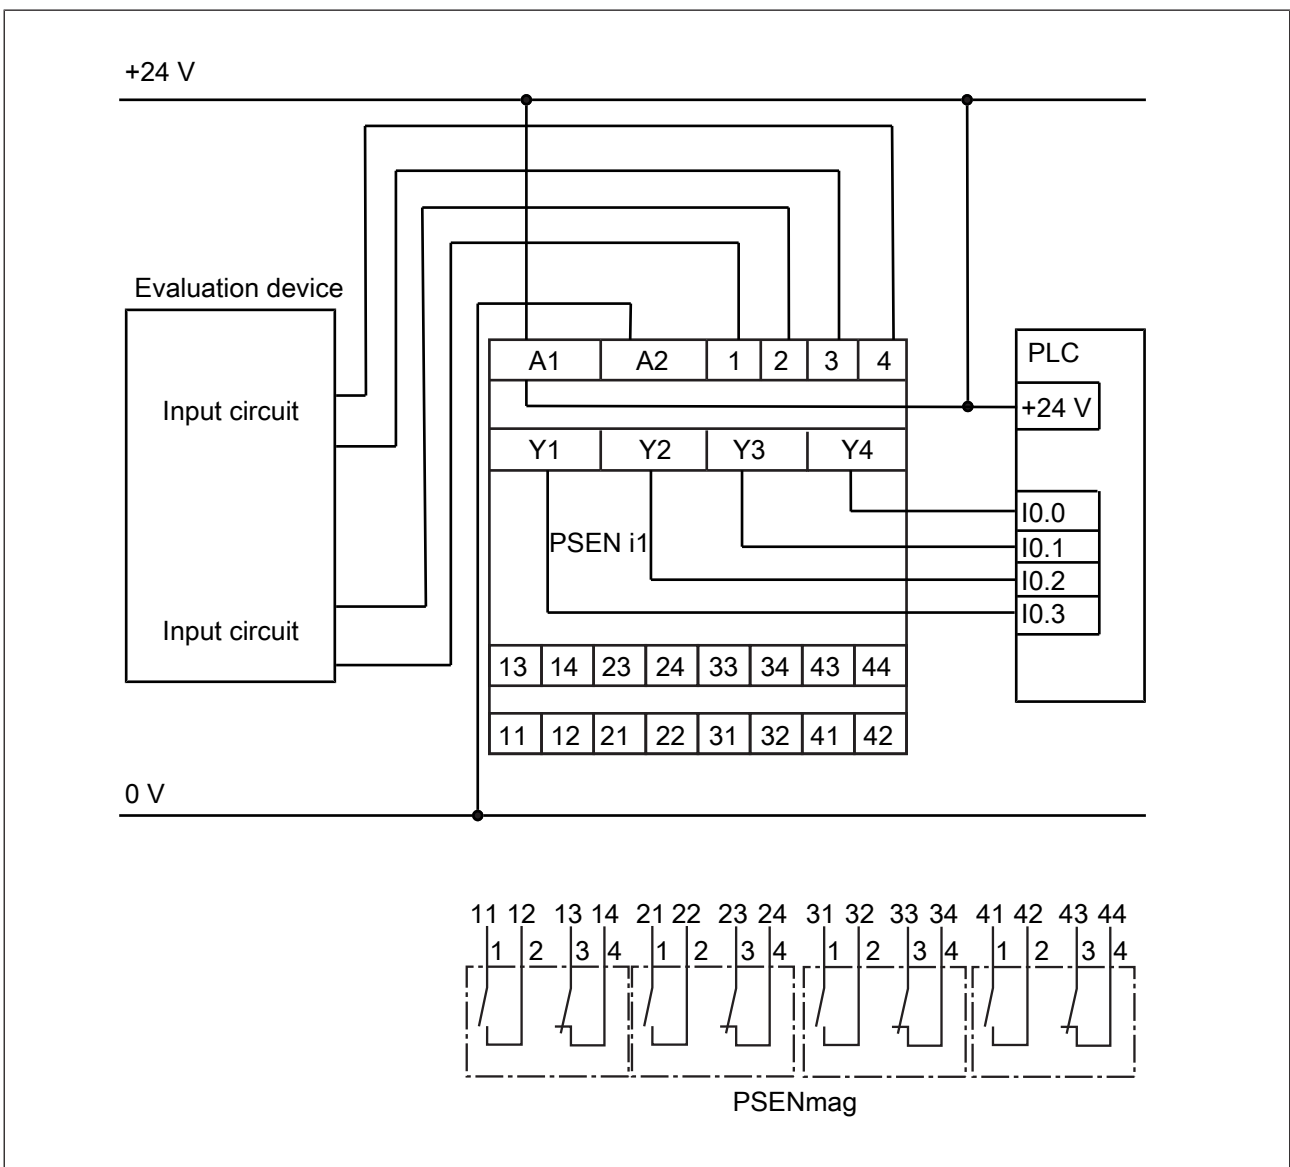 +24 V
Evaluation device
A1 A2 1 2 3 4
PLC
Input circuit
+24 V
Y1 Y2 Y3 Y4
I0.0
PSEN i1
I0.1
I0.2
I0.3
Input circuit
13 14 23 24 33 34 43 44
11 12 21 22 31 32 41 42
0 V
11 12 13 14 21 22 23 24 31 32 33 34 41 42 43 44
1 2 3 4 1 2 3 4 1 2 3 4 1 2 3 4
PSENmag